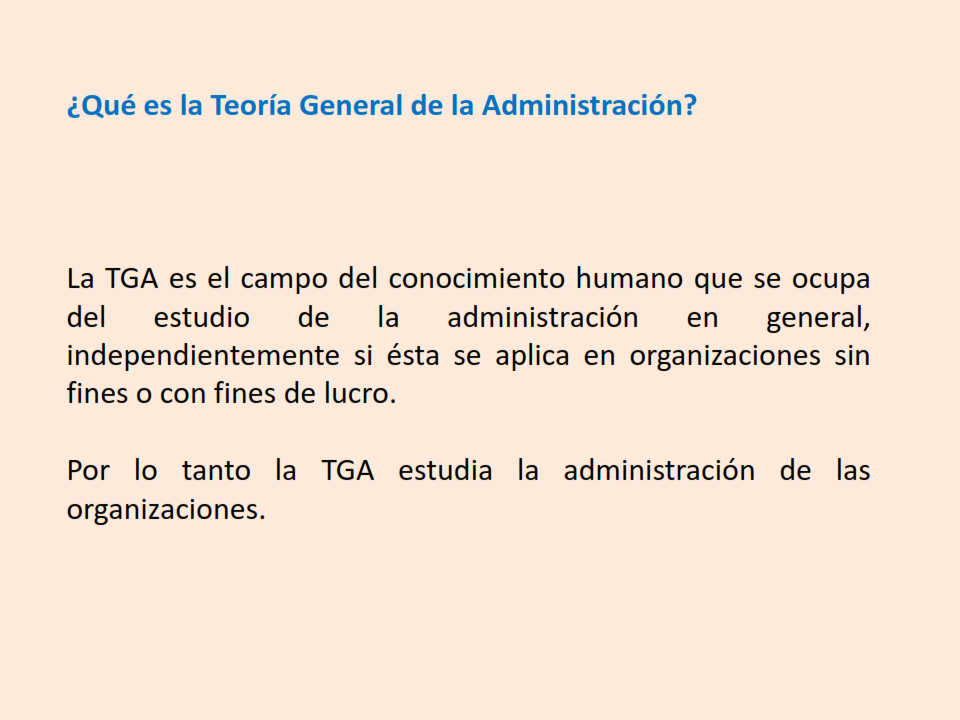 ¿Qué es la Teoría General de la Administración?
La TGA es el campo del conocimiento humano que se ocupa
del estudio de la administración en general,
independientemente si ésta se aplica en organizaciones sin
fines o con fines de lucro.
Por lo tanto la TGA estudia la administración de las
organizaciones.